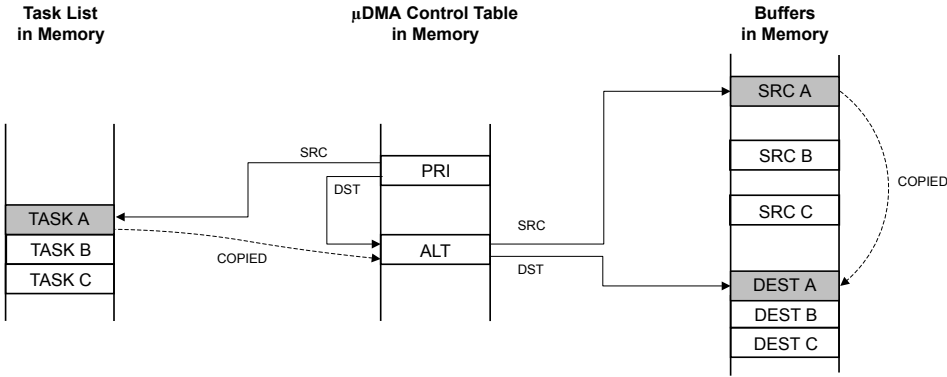 Task List
in Memory
µDMA Control Table
in Memory
Buffers
in Memory
SRC A
SRC
PRI
SRC B
DST
COPIED
TASK A
SRC C
SRC
TASK B
ALT
COPIED
DST
TASK C
DEST A
DEST B
DEST C